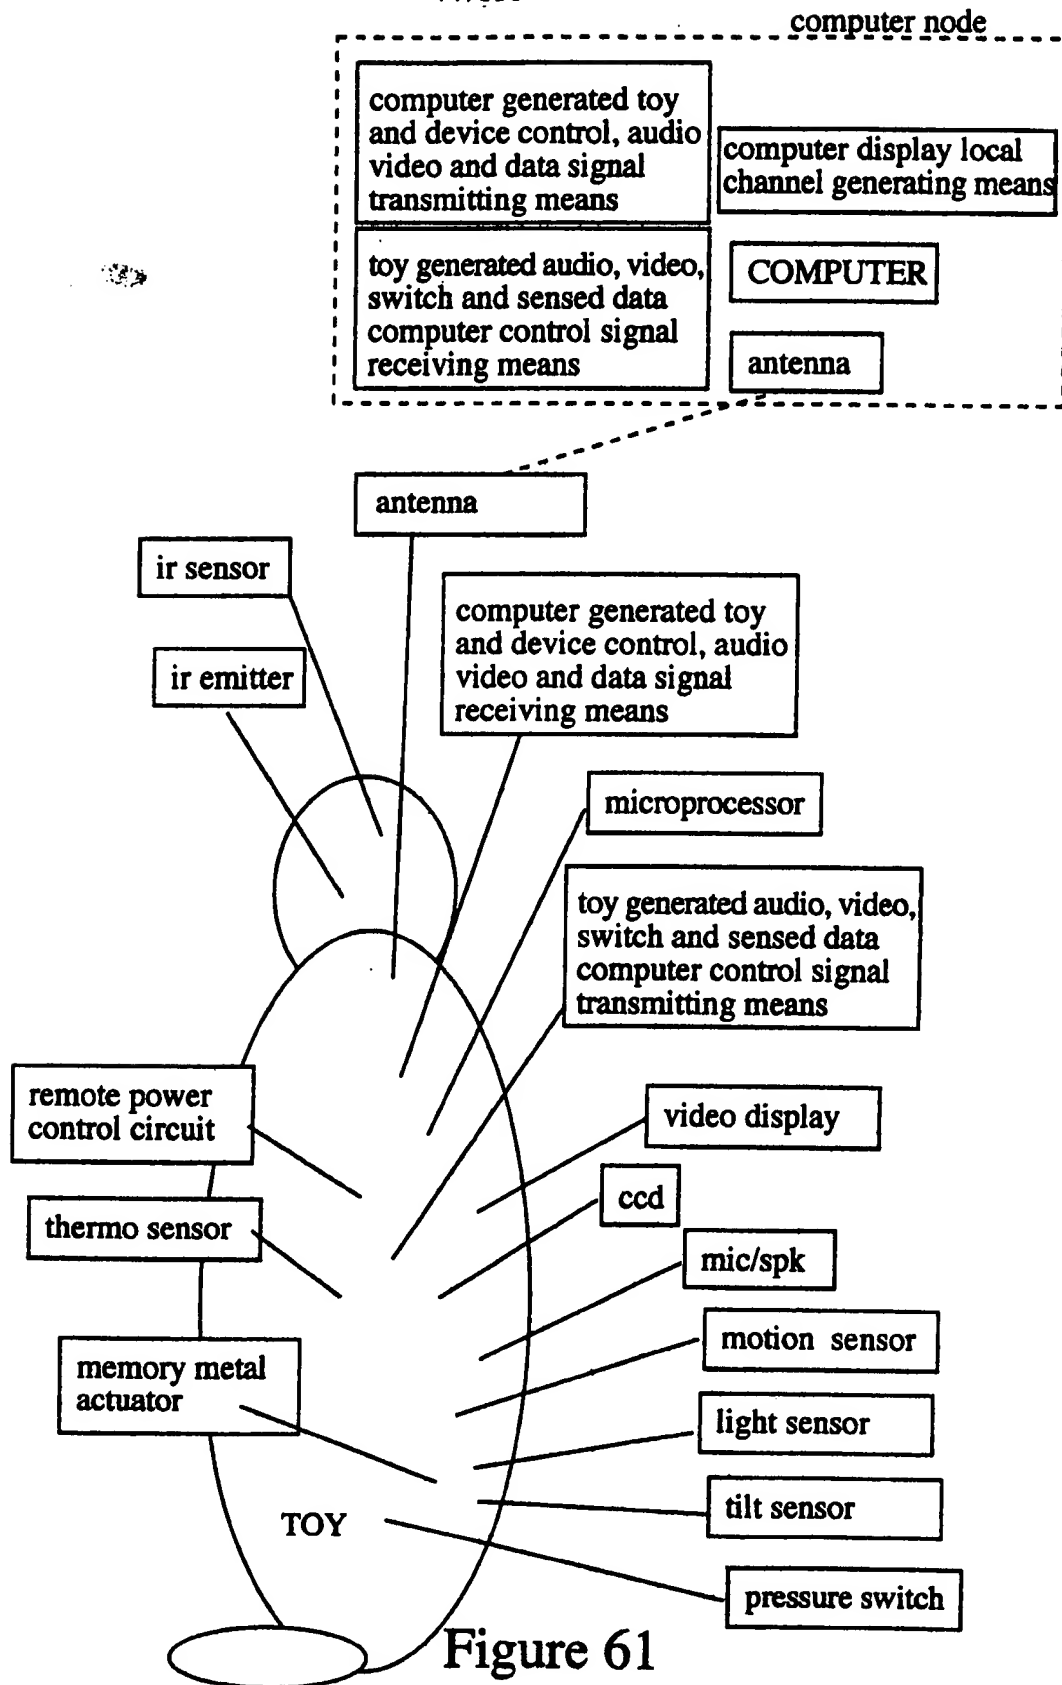 computer node
computer generated toy
and device control, audio
video and data signal
transmitting means
computer display local
channel generating means
toy generated audio, video,
switch and sensed data
computer control signal
receiving means
COMPUTER
antenna
antenna
ir sensor
computer generated toy
and device control, audio
video and data signal
receiving means
ir emitter
microprocessor
toy generated audio, video,
switch and sensed data
computer control signal
transmitting means
remote power
control circuit
video display
ccd
thermo sensor
mic/spk
motion sensor
memory metal
actuator
light sensor
tilt sensor
TOY
pressure switch
Figure 61